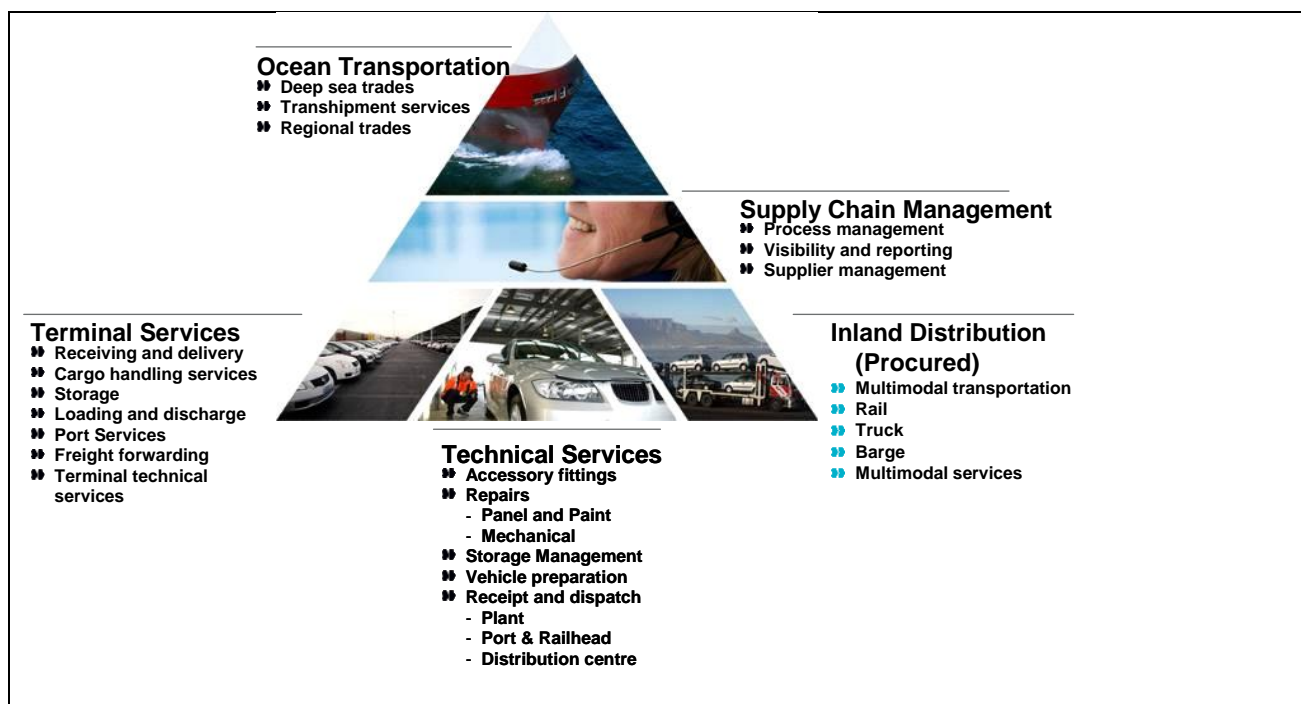 Ocean Transportation
Deep sea trades
Transhipment services
Regional trades
Supply Chain Management
Process management
Visibility and reporting
Supplier management
Terminal Services
Receiving and delivery
Cargo handling services
Storage
Loading and discharge
Port Services
Freight forwarding
Terminal technical
services
Inland Distribution
(Procured)
Multimodal transportation
Rail
Truck
Barge
Multimodal services
Technical Services
Accessory fittings
Repairs
- Panel and Paint
- Mechanical
Storage Management
Vehicle preparation
Receipt and dispatch
- Plant
- Port & Railhead
- Distribution centre